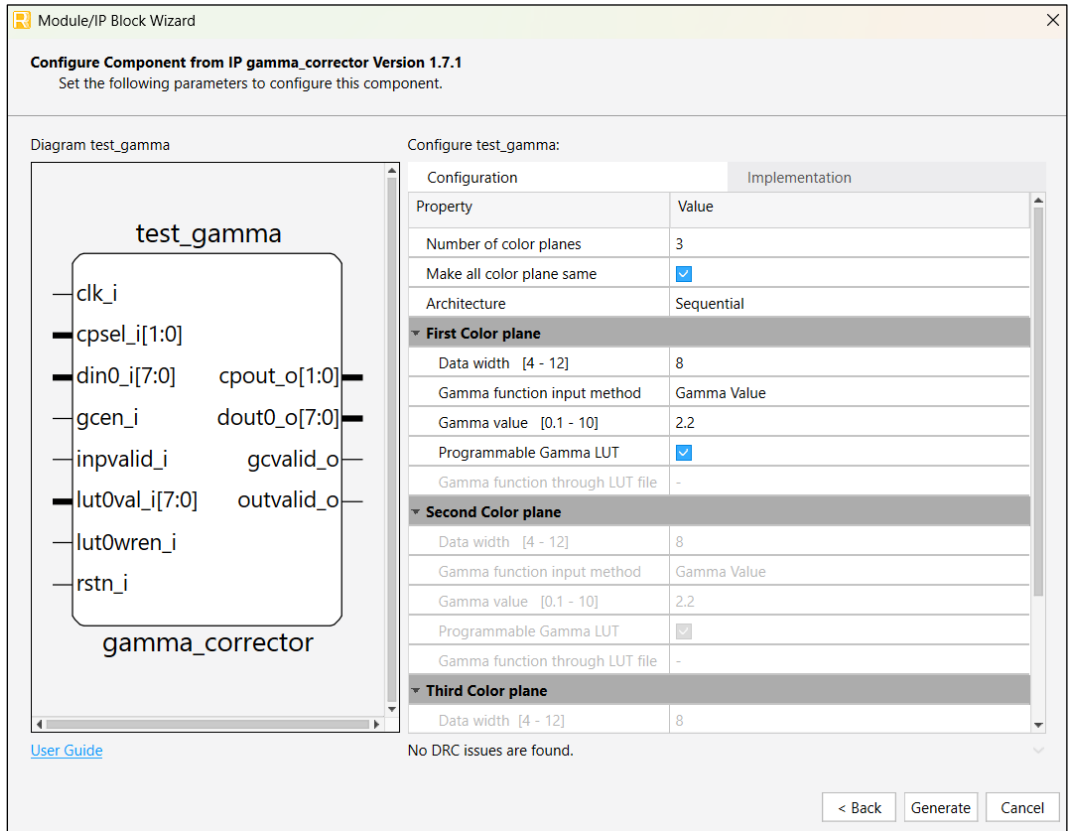 Module/IP Block Wizard
Configure Component from IP gamma_corrector Version 1.7.1
Set the following parameters to configure this component.
Diagram test_gamma
test_gamma
clk_i
cpsel_i[1:0]
din0_i[7:0] cpout_o[1:0]
gcen_i dout0_o[7:0]
inpvalid_i gcvalid_o
lut0val_i[7:0] outvalid_o
lut0wren_i
rstn_i
gamma_corrector
User Guide
Configure test_gamma:
Configuration Implementation
Property Value
Number of color planes 3
Make all color plane same
Architecture Sequential
First Color plane
Data width [4 - 12] 8
Gamma function input method Gamma Value
Gamma value [0.1 - 10] 2.2
Programmable Gamma LUT
Gamma function through LUT file -
Second Color plane
Data width [4 - 12] 8
Gamma function input method Gamma Value
Gamma value [0.1 - 10] 2.2
Programmable Gamma LUT
Gamma function through LUT file -
Third Color plane
Data width [4 - 12] 8
No DRC issues are found.
< Back Generate Cancel